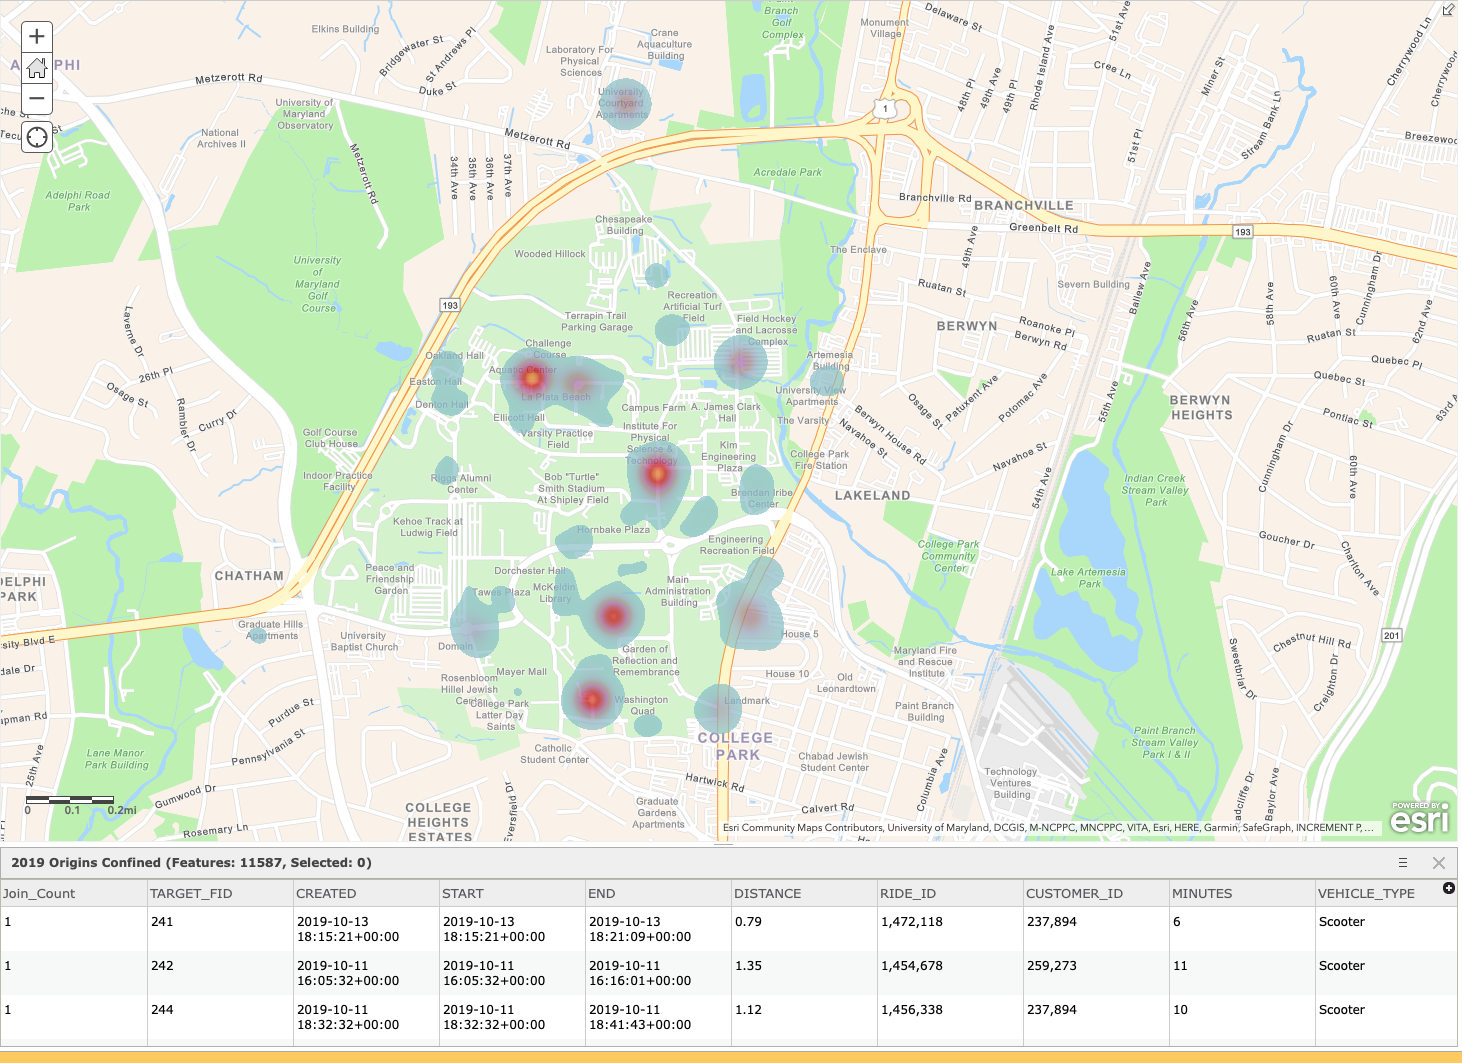 Elkins Building
Bridgewater St
St Andrews Pl
Laboratory For
Physical
Sciences
Crane
Aquaculture
Building
Branch
Golf
Complex
Monument
Village
Delaware St
51st Ave
Cherrywood Ln
Metzerott Rd
Duke St
University
Courtyard
Apartments
University of
Maryland
Observatory
National
Archives II
Metzerott Rd
Metzerott Rd
34th Ave
35th Ave
36th Ave
37th Ave
1
48th Pl
49th Ave
49th Pl
Rhode Island Ave
Cree Ln
51st Pl
Miner St
Stream Bank Ln
Adelphi Road
Park
Acredale Park
Branchville Rd
BRANCHVILLE
Greenbelt Rd
193
Chesapeake
Building
Wooded Hillock
The Enclave
49th Ave
Severn Building
Ballew Ave
Cunningham Dr
University
of
Maryland
Golf
Course
193
Recreation
Artificial Turf
Field
Ruatan St
56th Ave
58th Ave
60th Ave
62nd Ave
Terrapin Trail
Parking Garage
Field Hockey
and Lacrosse
Complex
BERWYN
Roanoke Pl
Berwyn Rd
Ruatan St
Laverne Dr
26th Pl
Osage St
Rambler Dr
Curry Dr
Oakland Hall
Easton Hall
Denton Hall
Challenge
Course
Aquatic Center
La Plata Beach
Ellicott Hall
Varsity Practice
Field
Campus Farm
A. James Clark
Hall
Artemesia
Building
University View
Apartments
The Varsity
Osage St
Patuxent Ave
Potomac Ave
55th Ave
Quebec Pl
Quebec St
Pontiac St
63rd A
BERWYN
HEIGHTS
Berwyn House Rd
Navahoe St
Navahoe St
Golf Course
Club House
Institute For
Physical
Science &
Technology
Kim
Engineering
Plaza
College Park
Fire Station
Indoor Practice
Facility
Riggs Alumni
Center
Bob "Turtle"
Smith Stadium
At Shipley Field
Brendan Iribe
Center
LAKELAND
54th Ave
Indian Creek
Stream Valley
Park
Cunningham Dr
60th Ave
Kehoe Track at
Ludwig Field
Hornbake Plaza
Engineering
Recreation Field
College Park
Community
Center
Goucher Dr
Charlton Ave
CHATHAM
Peace and
Friendship
Garden
Dorchester Hall
Tawes Plaza
McKeldin
Library
Main
Administration
Building
Lake Artemesia
Park
Graduate Hills
Apartments
University
Baptist Church
House 5
201
Chestnut Hill Rd
Sweetbriar Dr
Creighton Dr
Garden of
Reflection and
Remembrance
Mayer Mall
Rosenbloom
Hillel Jewish
College Park
Latter Day
Saints
Washington
Quad
House 10
Landmark
Old
Leonardtown
Maryland Fire
and Rescue
Institute
Paint Branch
Building
Purdue St
Pennsylvania St
Lane Manor
Park Building
25th Ave
Catholic
Student Center
COLLEGE
PARK
Chabad Jewish
Student Center
Paint Branch
Stream Valley
Park I & II
Technology
Ventures
Building
Columbia Ave
Gumwood Dr
Rosemary Ln
COLLEGE
HEIGHTS
ESTATES
Hartwick Rd
Graduate
Gardens
Apartments
Calvert Rd
Baylor Ave
0 0.1 0.2mi
POWERED BY
esri
Esri Community Maps Contributors, University of Maryland, DCGIS, M-NCPPC, MNCPPC, VITA, Esri, HERE, Garmin, SafeGraph, INCREMENT P, ...
2019 Origins Confined (Features: 11587, Selected: 0)
Join_Count TARGET_FID CREATED START END DISTANCE RIDE_ID CUSTOMER_ID MINUTES VEHICLE_TYPE
1 241 2019-10-13 18:15:21+00:00 2019-10-13 18:15:21+00:00 2019-10-13 18:21:09+00:00 0.79 1,472,118 237,894 6 Scooter
1 242 2019-10-11 16:05:32+00:00 2019-10-11 16:05:32+00:00 2019-10-11 16:16:01+00:00 1.35 1,454,678 259,273 11 Scooter
1 244 2019-10-11 18:32:32+00:00 2019-10-11 18:32:32+00:00 2019-10-11 18:41:43+00:00 1.12 1,456,338 237,894 10 Scooter